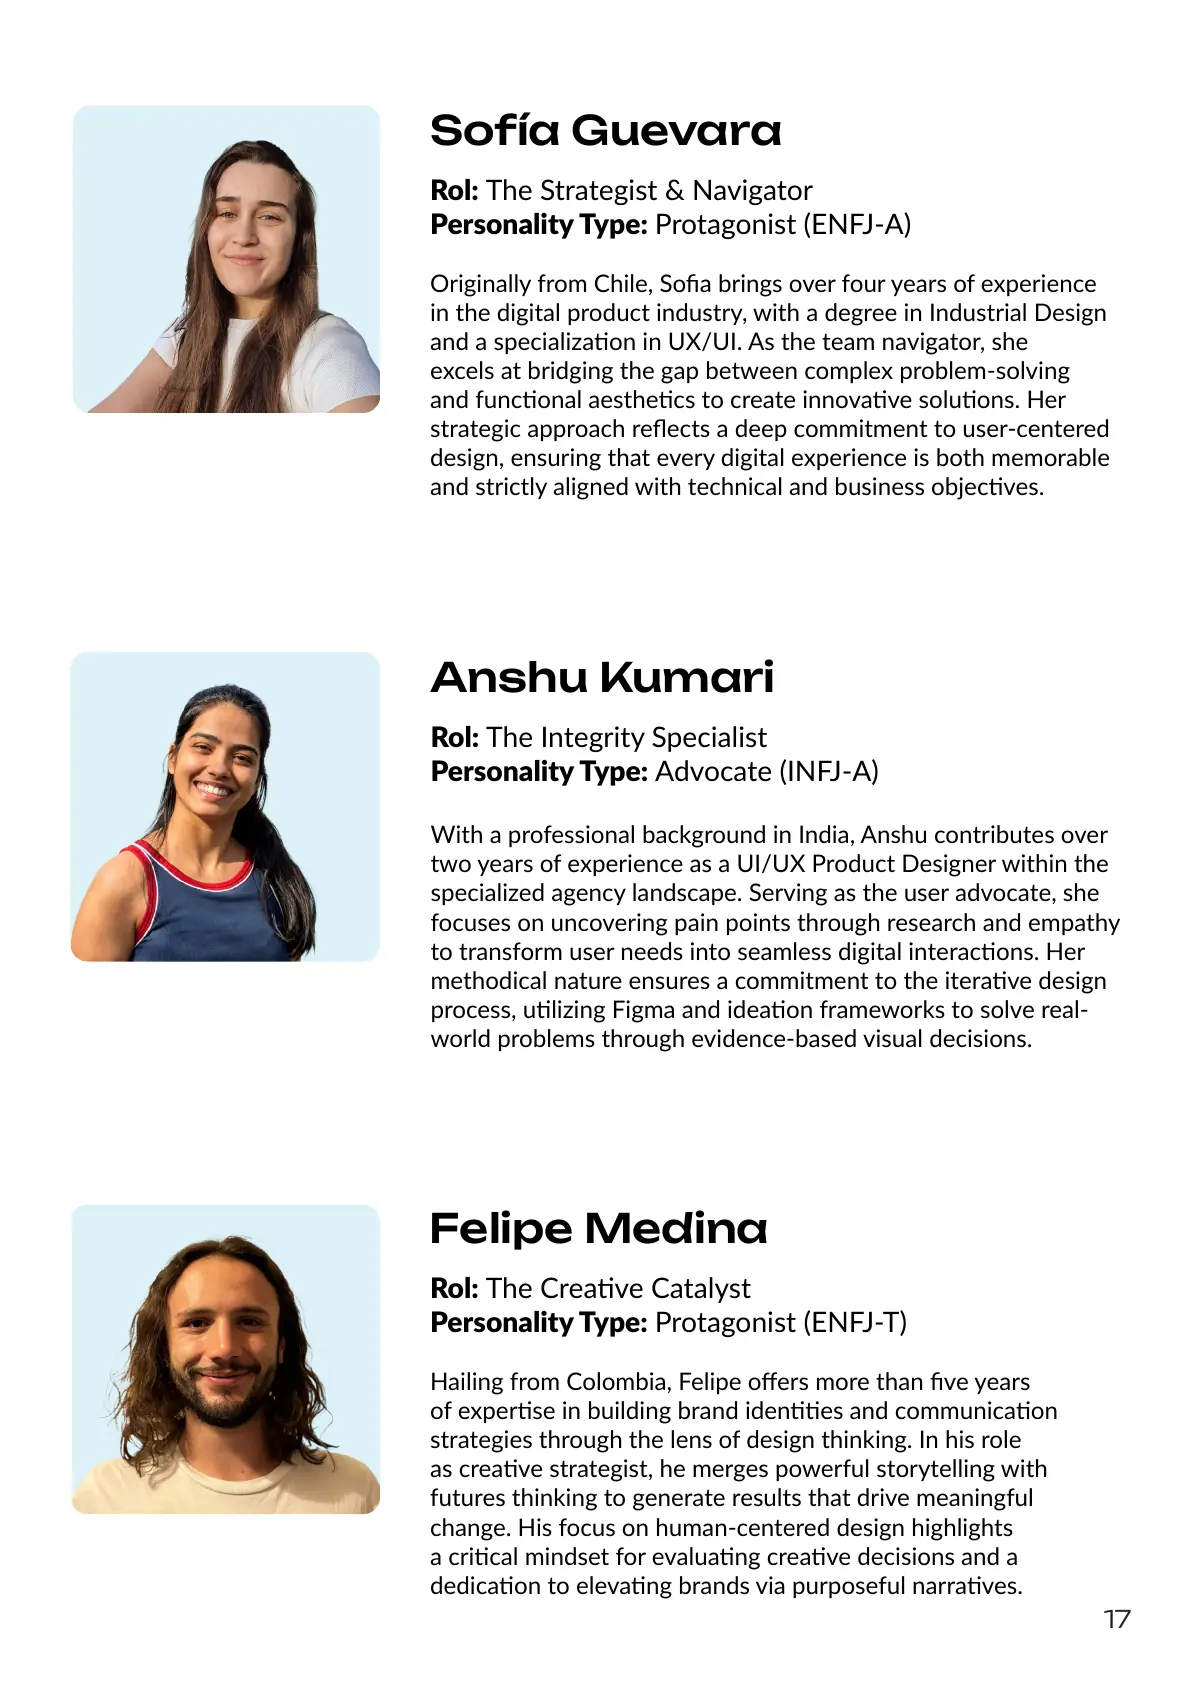 Sofía Guevara
Rol: The Strategist & Navigator
Personality Type: Protagonist (ENFJ-A)
Originally from Chile, Sofia brings over four years of experience
in the digital product industry, with a degree in Industrial Design
and a specialization in UX/UI. As the team navigator, she
excels at bridging the gap between complex problem-solving
and functional aesthetics to create innovative solutions. Her
strategic approach reflects a deep commitment to user-centered
design, ensuring that every digital experience is both memorable
and strictly aligned with technical and business objectives.
Anshu Kumari
Rol: The Integrity Specialist
Personality Type: Advocate (INFJ-A)
With a professional background in India, Anshu contributes over
two years of experience as a UI/UX Product Designer within the
specialized agency landscape. Serving as the user advocate, she
focuses on uncovering pain points through research and empathy
to transform user needs into seamless digital interactions. Her
methodical nature ensures a commitment to the iterative design
process, utilizing Figma and ideation frameworks to solve real-
world problems through evidence-based visual decisions.
Felipe Medina
Rol: The Creative Catalyst
Personality Type: Protagonist (ENFJ-T)
Hailing from Colombia, Felipe offers more than five years
of expertise in building brand identities and communication
strategies through the lens of design thinking. In his role
as creative strategist, he merges powerful storytelling with
futures thinking to generate results that drive meaningful
change. His focus on human-centered design highlights
a critical mindset for evaluating creative decisions and a
dedication to elevating brands via purposeful narratives.
17